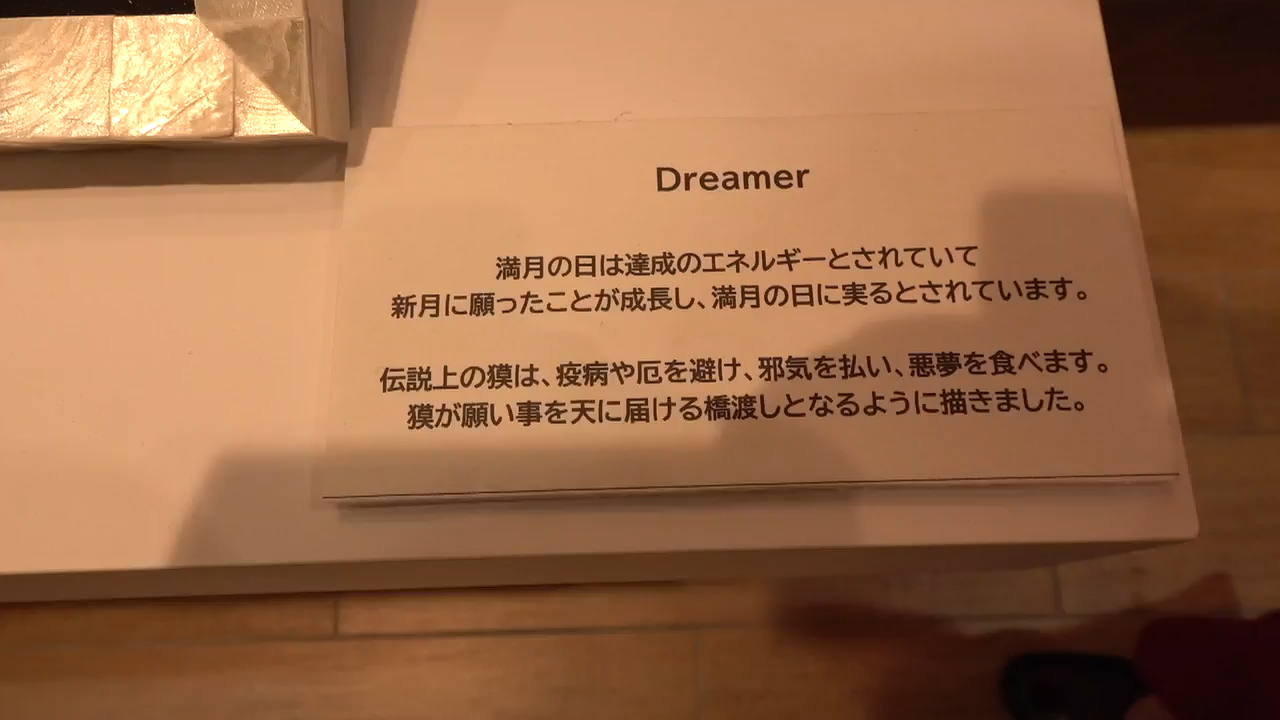 Dreamer
満月の日は達成のエネルギーとされていて
新月に願ったことが成長し、満月の日に実るとされています。
伝説上の獏は、疫病や厄を避け、邪気を払い、悪夢を食べます。
獏が願い事を天に届ける橋渡しとなるように描きました。